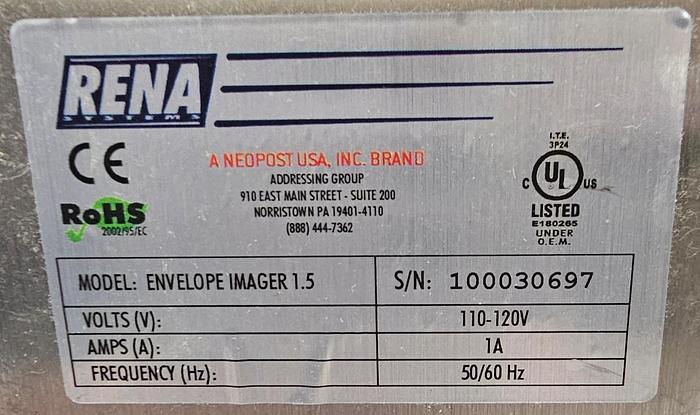 RENA
SYSTEMS
CE
A NEOPOST USA, INC. BRAND
ADDRESSING GROUP
910 EAST MAIN STREET - SUITE 200
NORRISTOWN PA 19401-4110
(888) 444-7362
RoHS
2002/95/EC
I.T.E.
3P24
C UL US
LISTED
E180265
UNDER
O.E.M.
MODEL: ENVELOPE IMAGER 1.5 S/N: 100030697
VOLTS (V): 110-120V
AMPS (A): 1A
FREQUENCY (Hz): 50/60 Hz